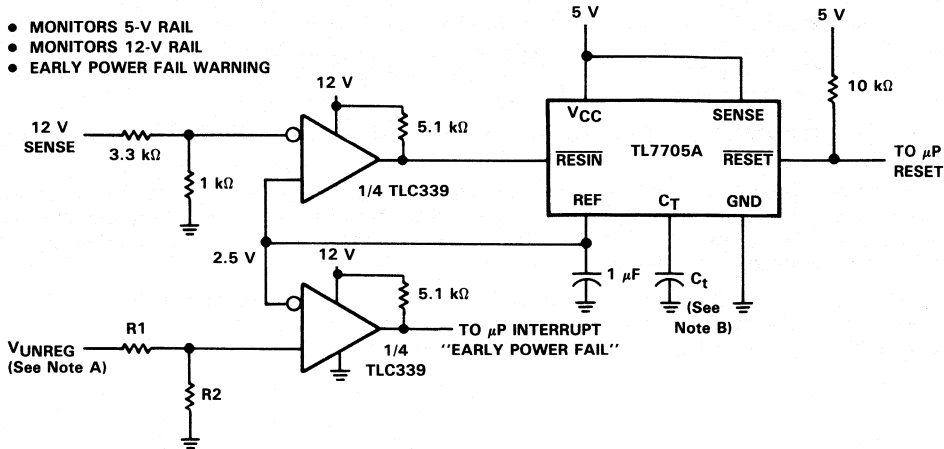 ● MONITORS 5-V RAIL
● MONITORS 12-V RAIL
● EARLY POWER FAIL WARNING
5 V
5 V
12 V
10 kΩ
VCC
SENSE
5.1 kΩ
12 V
SENSE
3.3 kΩ
RESIN
TL7705A
RESET
TO μP
RESET
1 kΩ
1/4 TLC339
REF
CT
GND
2.5 V
12 V
1 μF
Ct
(See
Note B)
5.1 kΩ
R1
VUNREG
(See Note A)
TO μP INTERRUPT
"EARLY POWER FAIL"
1/4
TLC339
R2